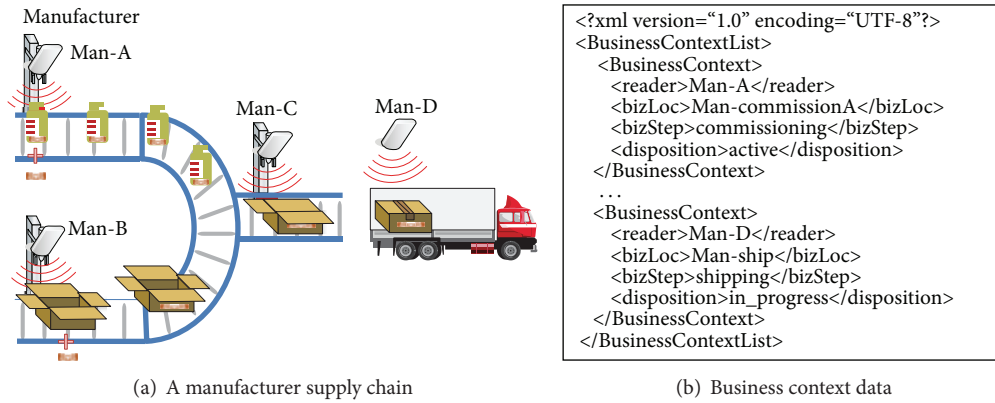 Manufacturer
Man-A
Man-C
Man-D
Man-B
(a) A manufacturer supply chain
<?xml version=“1.0” encoding=“UTF-8”?>
<BusinessContextList>
<BusinessContext>
<reader>Man-A</reader>
<bizLoc>Man-commissionA</bizLoc>
<bizStep>commissioning</bizStep>
<disposition>active</disposition>
</BusinessContext>
...
<BusinessContext>
<reader>Man-D</reader>
<bizLoc>Man-ship</bizLoc>
<bizStep>shipping</bizStep>
<disposition>in_progress</disposition>
</BusinessContext>
</BusinessContextList>
(b) Business context data